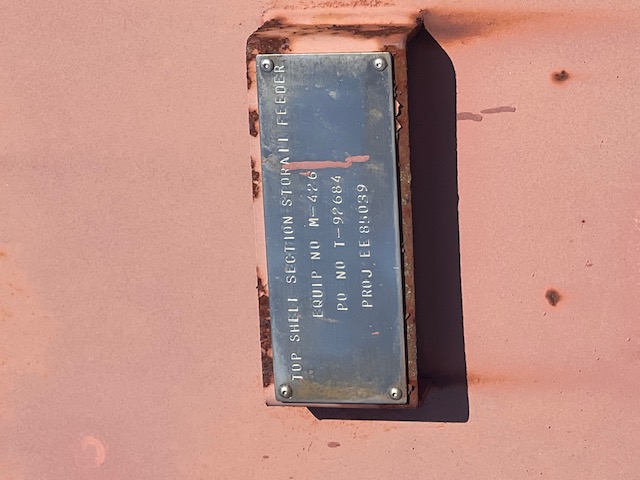 TOP SHELL SECTION-STORALL FEEDER
EQUIP NO M-426
PO NO T-92684
PROJ. EE 85039